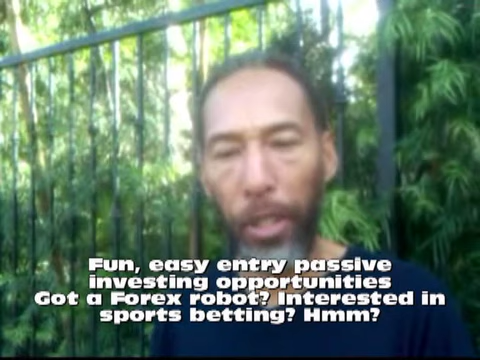 Fun, easy entry passive
investing opportunities
Got a Forex robot? Interested in
sports betting? Hmm?